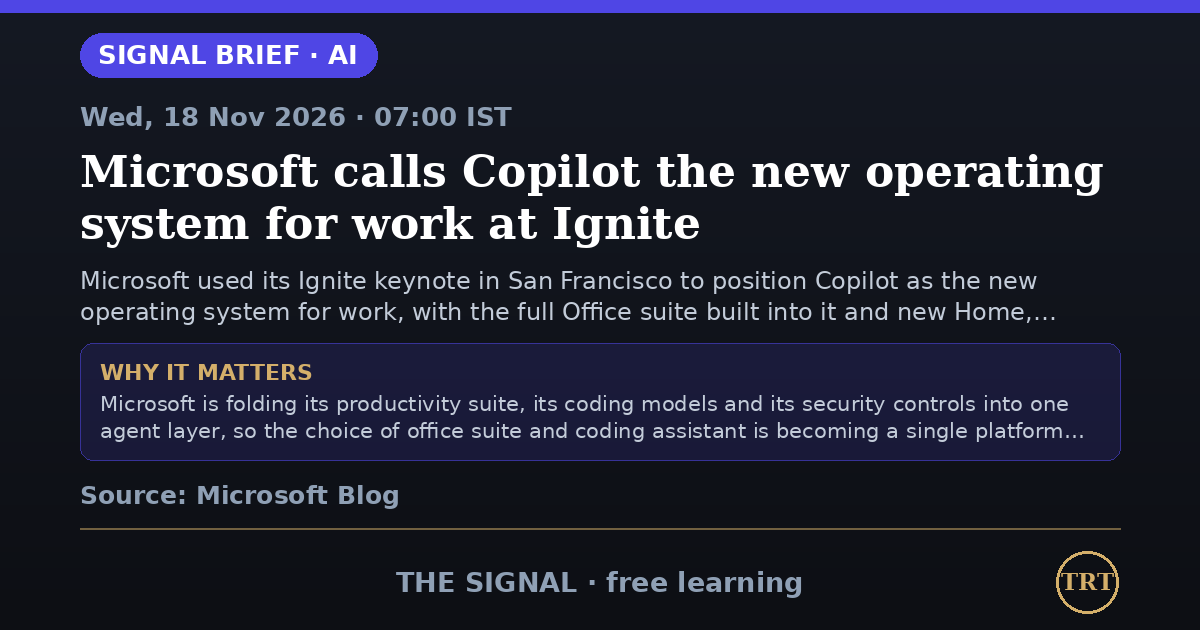 SIGNAL BRIEF · AI
Wed, 18 Nov 2026 · 07:00 IST
Microsoft calls Copilot the new operating
system for work at Ignite
Microsoft used its Ignite keynote in San Francisco to position Copilot as the new
operating system for work, with the full Office suite built into it and new Home,…
WHY IT MATTERS
Microsoft is folding its productivity suite, its coding models and its security controls into one
agent layer, so the choice of office suite and coding assistant is becoming a single platform…
Source: Microsoft Blog
THE SIGNAL · free learning
TRT